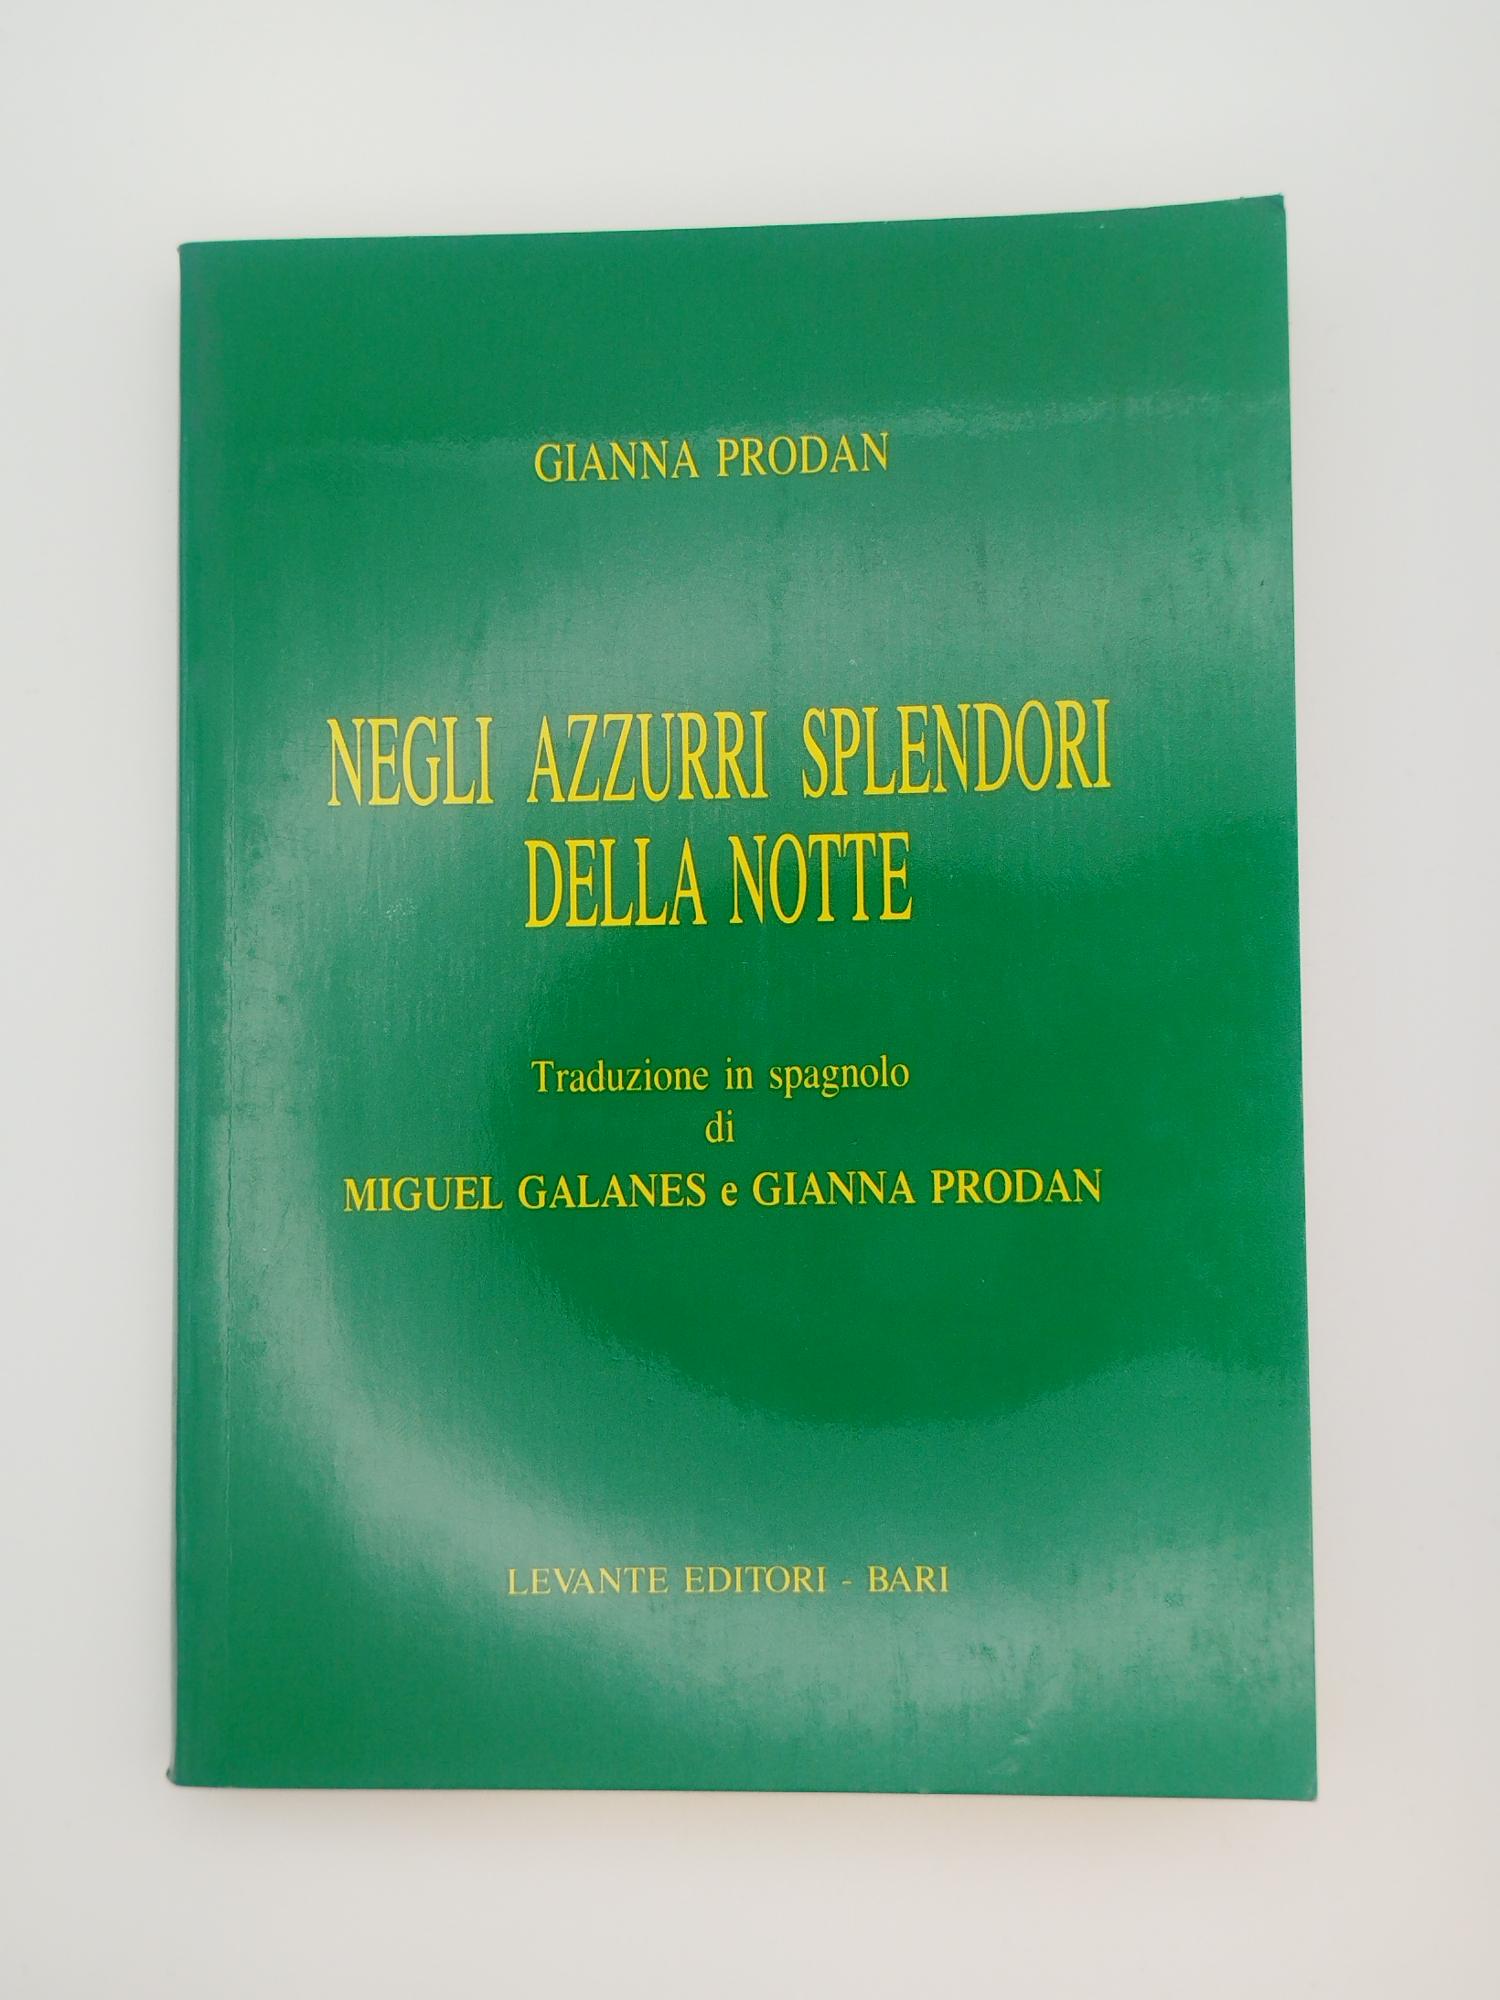 GIANNA PRODAN
NEGLI AZZURRI SPLENDORI
DELLA NOTTE
Traduzione in spagnolo
di
MIGUEL GALANES e GIANNA PRODAN
LEVANTE EDITORI - BARI